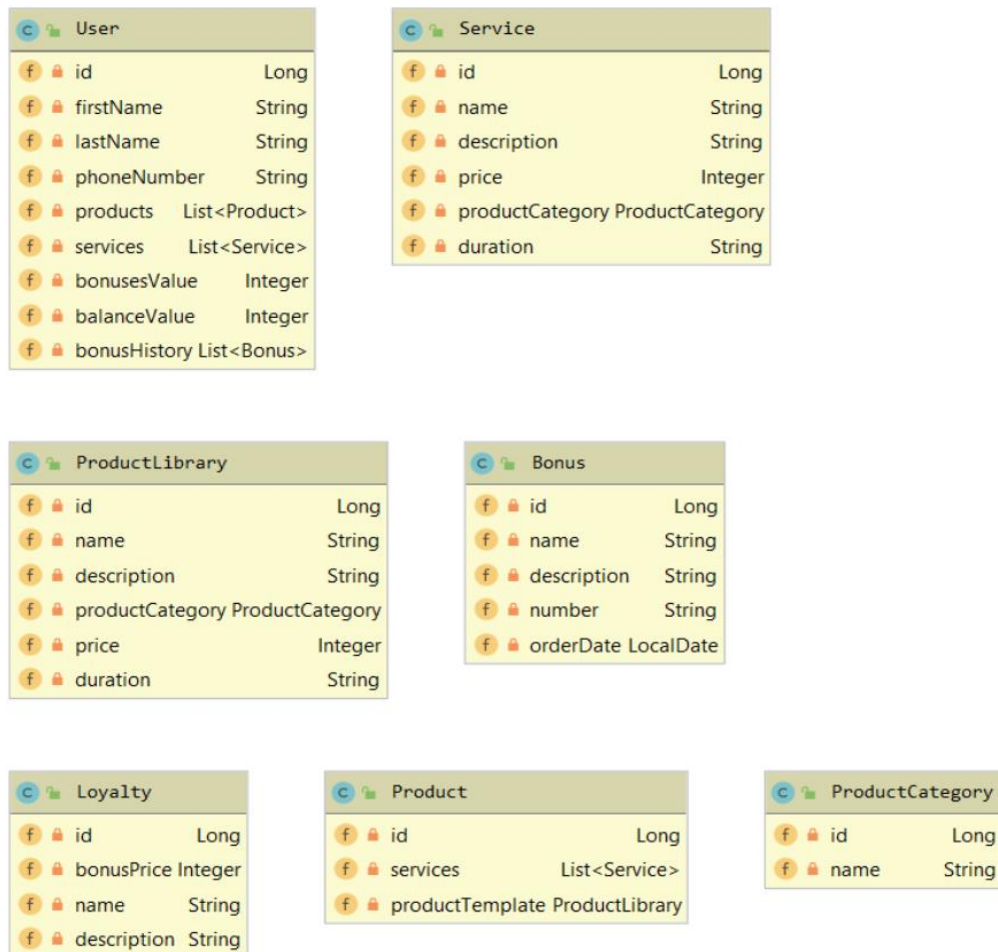 User
id Long
firstName String
lastName String
phoneNumber String
products List<Product>
services List<Service>
bonusesValue Integer
balanceValue Integer
bonusHistory List<Bonus>
Service
id Long
name String
description String
price Integer
productCategory ProductCategory
duration String
ProductLibrary
id Long
name String
description String
productCategory ProductCategory
price Integer
duration String
Bonus
id Long
name String
description String
number String
orderDate LocalDate
Loyalty
id Long
bonusPrice Integer
name String
description String
Product
id Long
services List<Service>
productTemplate ProductLibrary
ProductCategory
id Long
name String